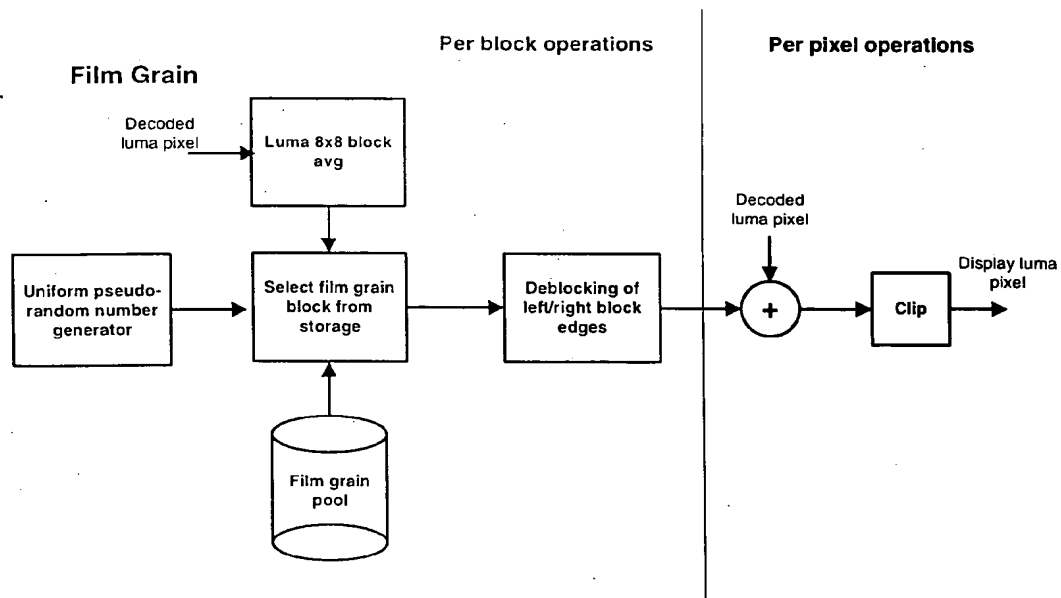 Per block operations
Per pixel operations
Film Grain
Decoded
luma pixel
Luma 8x8 block
avg
Decoded
luma pixel
Uniform pseudo-
random number
generator
Select film grain
block from
storage
Deblocking of
left/right block
edges
+
Clip
Display luma
pixel
Film grain
pool